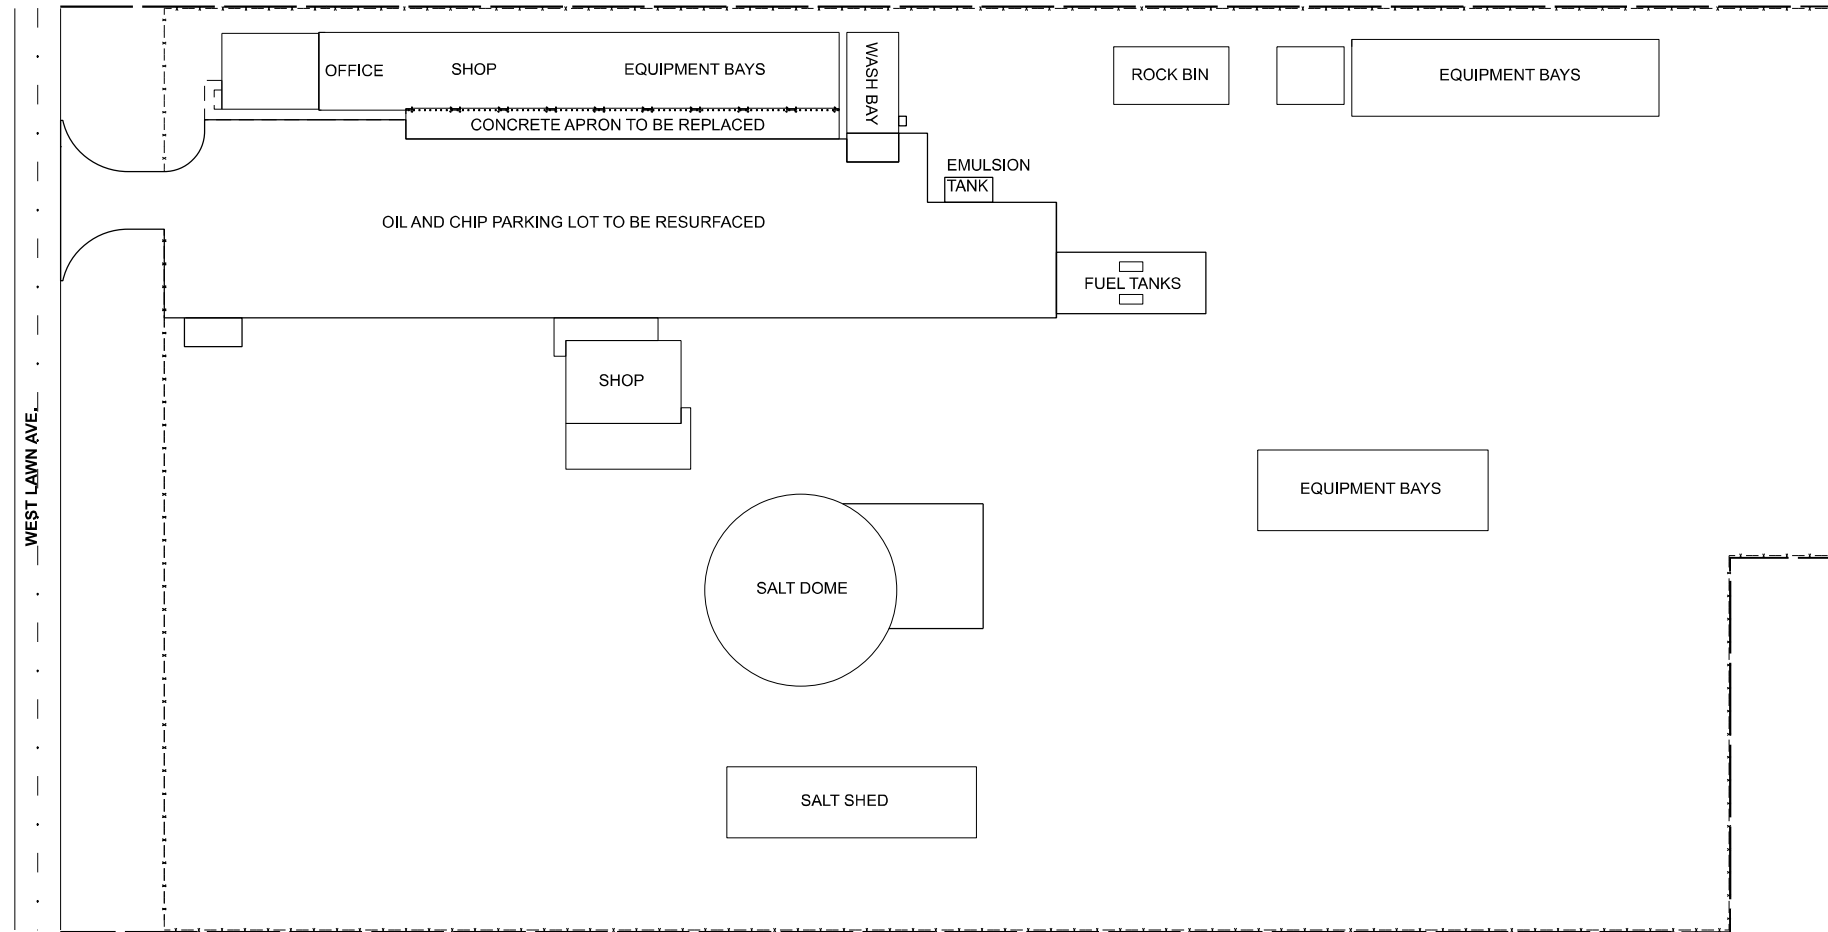 OFFICE
SHOP
EQUIPMENT BAYS
WASH BAY
ROCK BIN
EQUIPMENT BAYS
CONCRETE APRON TO BE REPLACED
EMULSION
TANK
OIL AND CHIP PARKING LOT TO BE RESURFACED
FUEL TANKS
SHOP
WEST LAWN AVE.
EQUIPMENT BAYS
SALT DOME
SALT SHED